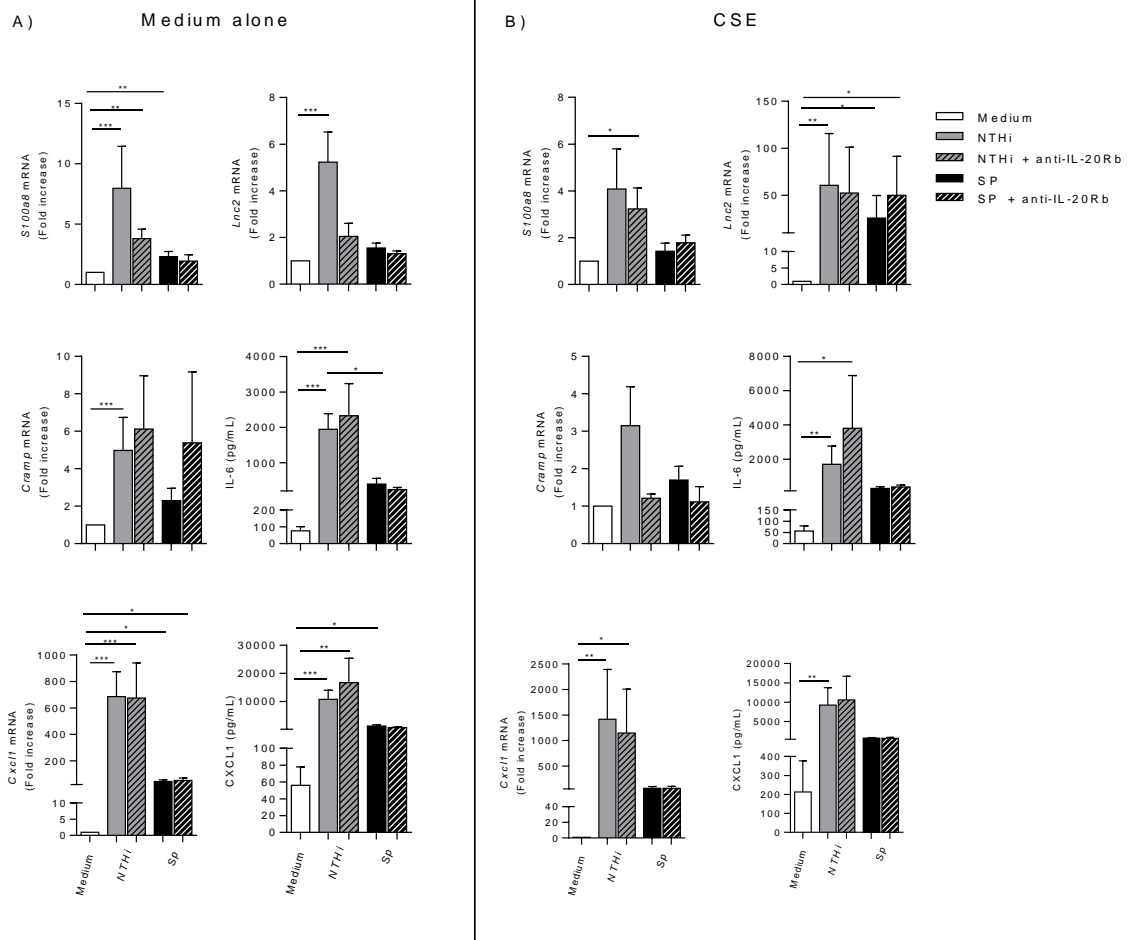 A) Medium alone
B) CSE
S100a8 mRNA
(Fold increase)
15
10
5
0
**
**
***
Lnc2 mRNA
(Fold increase)
8
6
4
2
0
***
S100a8 mRNA
(Fold increase)
8
6
4
2
0
*
Lnc2 mRNA
(Fold increase)
150
100
50
10
5
0
*
*
**
Medium
NTHi
NTHi + anti-IL-20Rb
SP
SP + anti-IL-20Rb
Cramp mRNA
(Fold increase)
10
8
6
4
2
0
***
IL-6 (pg/mL)
4000
3000
2000
1000
200
100
0
***
*
***
Cramp mRNA
(Fold increase)
5
4
3
2
1
0
IL-6 (pg/mL)
8000
6000
4000
2000
150
100
50
0
*
**
Cxcl1 mRNA
(Fold increase)
1000
800
600
400
200
10
5
0
*
*
***
***
Medium
NTHi
Sp
CXCL1 (pg/mL)
30000
20000
10000
100
80
60
40
20
0
*
**
***
Medium
NTHi
Sp
Cxcl1 mRNA
(Fold increase)
2500
2000
1500
1000
500
40
20
0
*
**
Medium
NTHi
Sp
CXCL1 (pg/mL)
20000
15000
10000
5000
400
300
200
100
0
**
Medium
NTHi
Sp